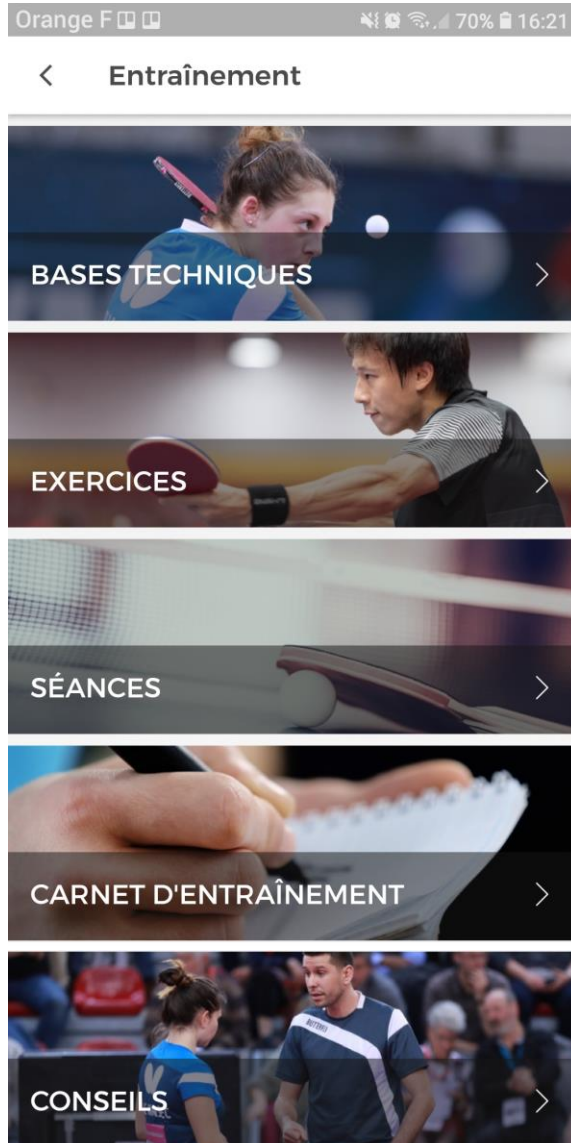 Orange F 70% 16:21
Entraînement
BASES TECHNIQUES
EXERCICES
SÉANCES
CARNET D'ENTRAÎNEMENT
CONSEILS